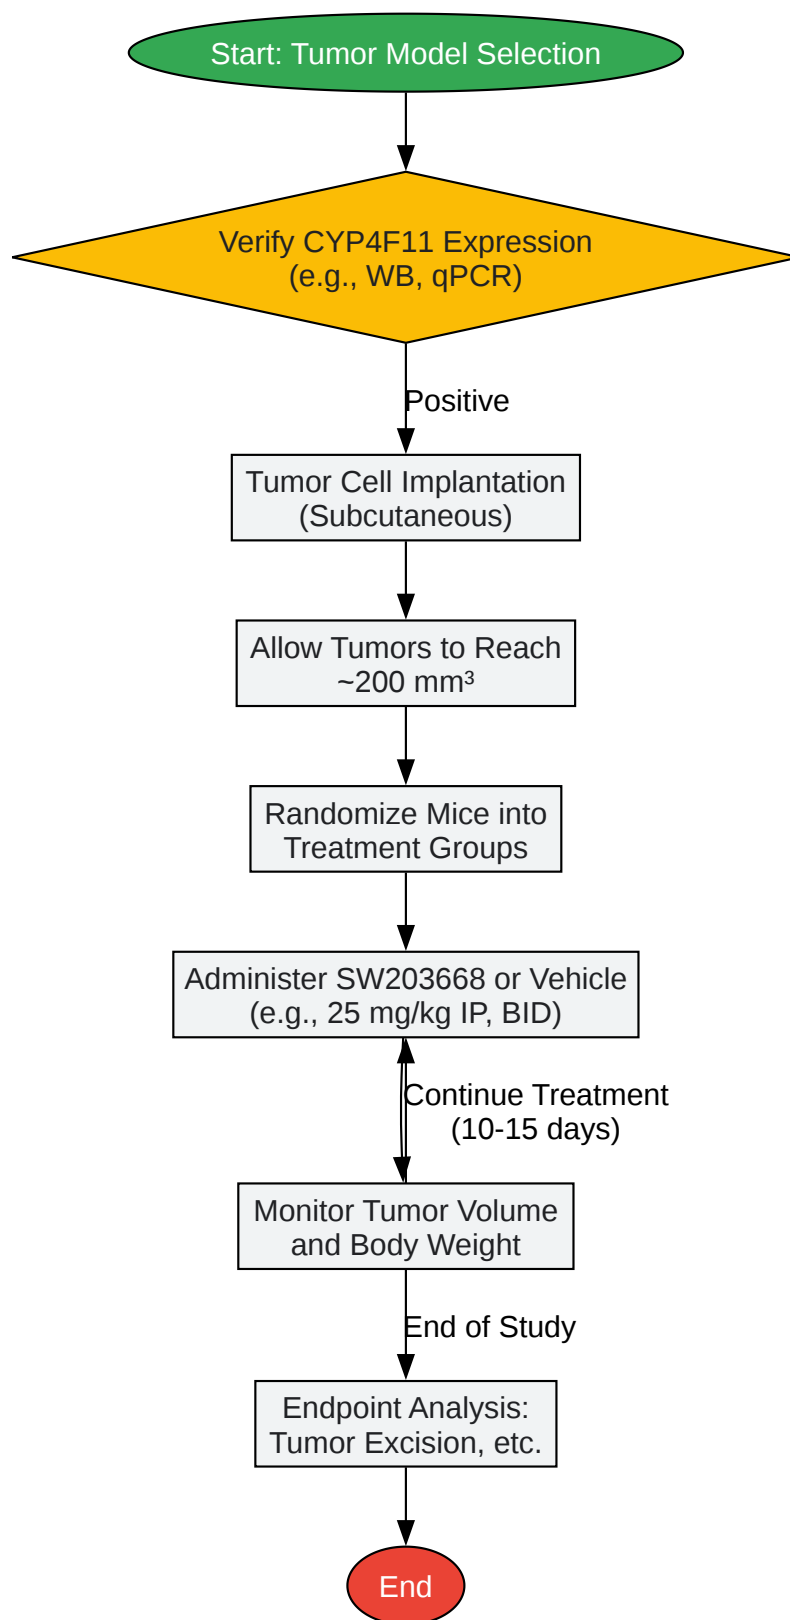 Start: Tumor Model Selection
Verify CYP4F11 Expression
(e.g., WB, qPCR)
Positive
Tumor Cell Implantation
(Subcutaneous)
Allow Tumors to Reach
~200 mm³
Randomize Mice into
Treatment Groups
Administer SW203668 or Vehicle
(e.g., 25 mg/kg IP, BID)
Continue Treatment
(10-15 days)
Monitor Tumor Volume
and Body Weight
End of Study
Endpoint Analysis:
Tumor Excision, etc.
End